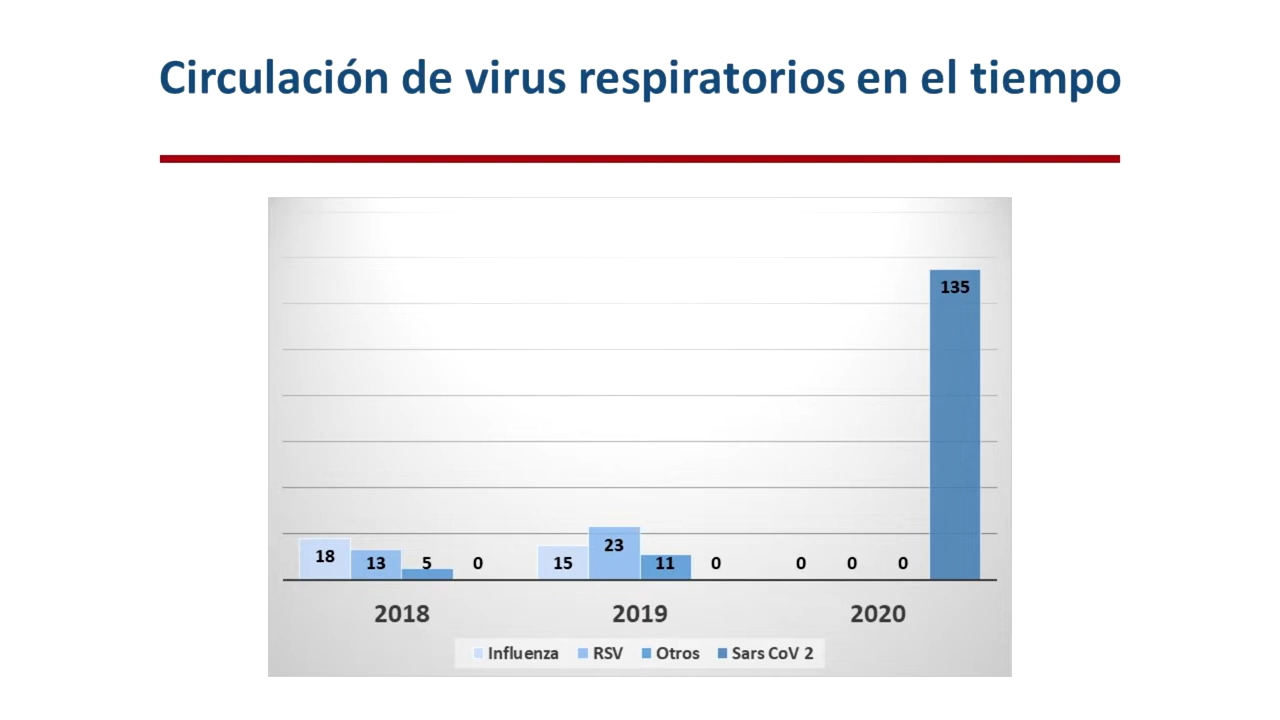 Circulación de virus respiratorios en el tiempo
135
18 13 5 0 15 23 11 0 0 0 0
2018 2019 2020
Influenza RSV Otros Sars CoV 2